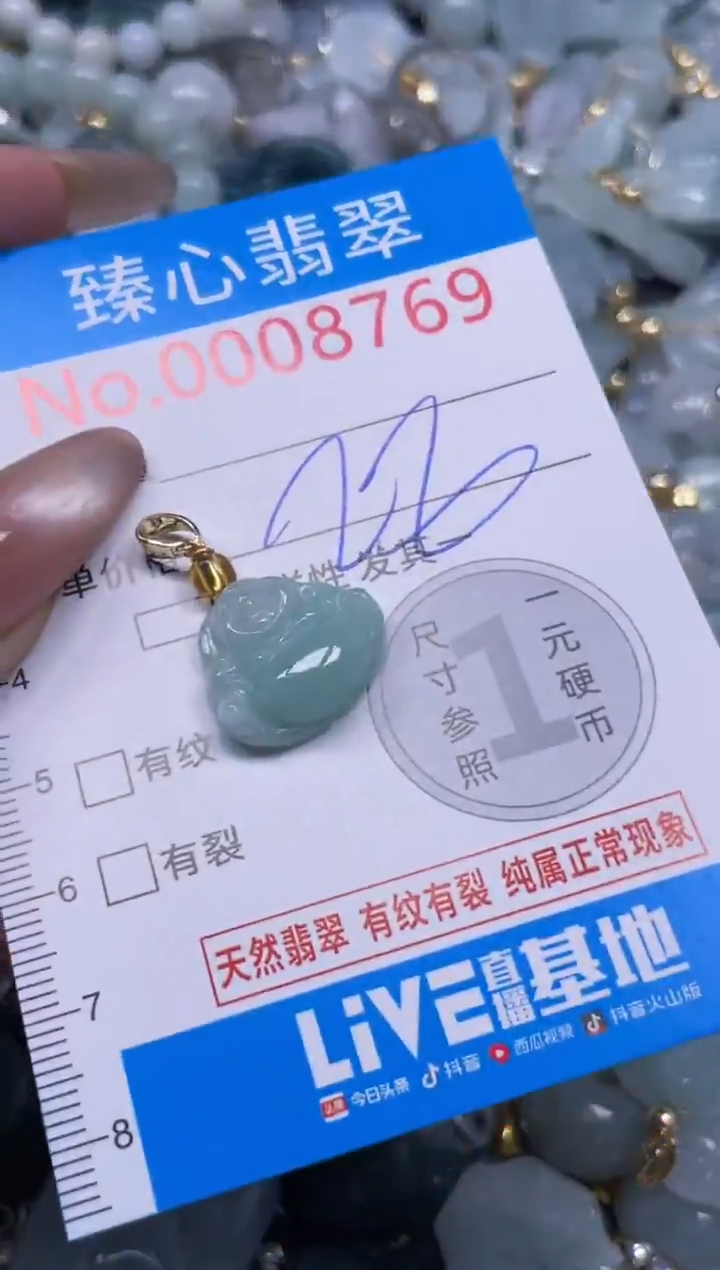 臻心翡翠
No.0008769
单价
发其一
尺寸参照
1
一元硬币
4
5
有纹
6
有裂
天然翡翠 有纹有裂 纯属正常现象
7
LiVE直播基地
头条 今日头条 抖音 西瓜视频 抖音火山版
8